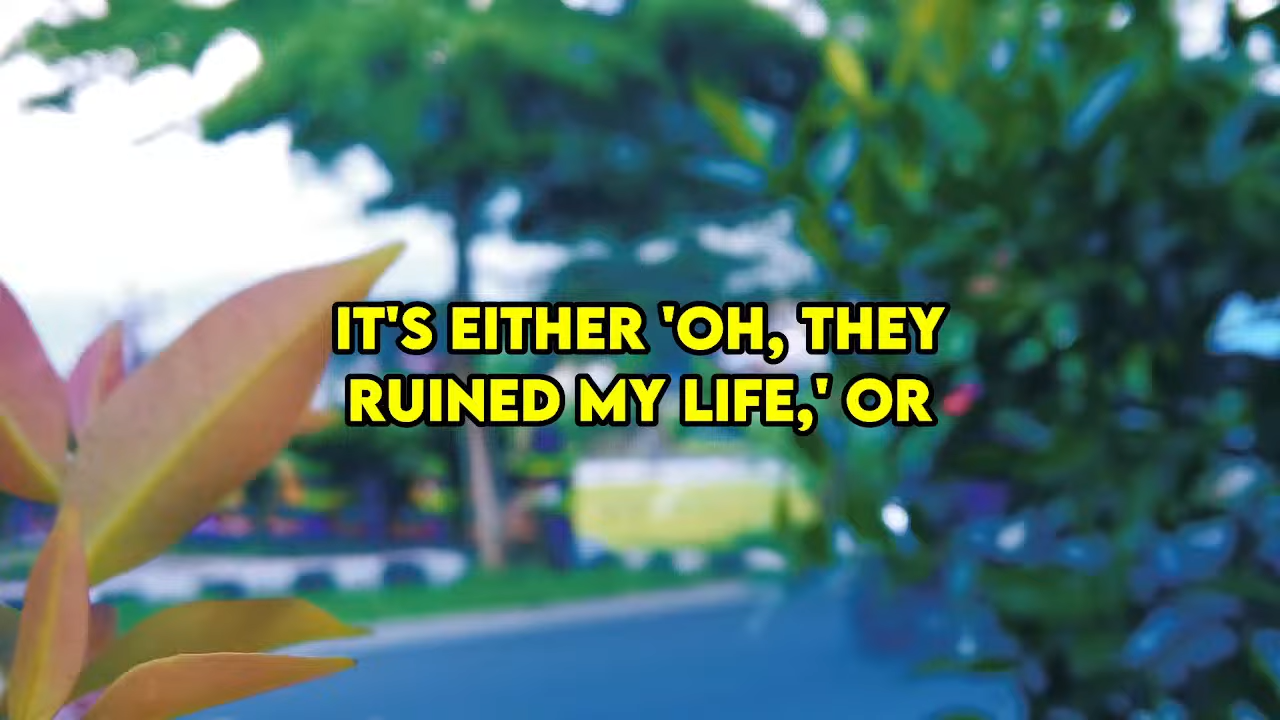 IT'S EITHER 'OH, THEY
RUINED MY LIFE,' OR